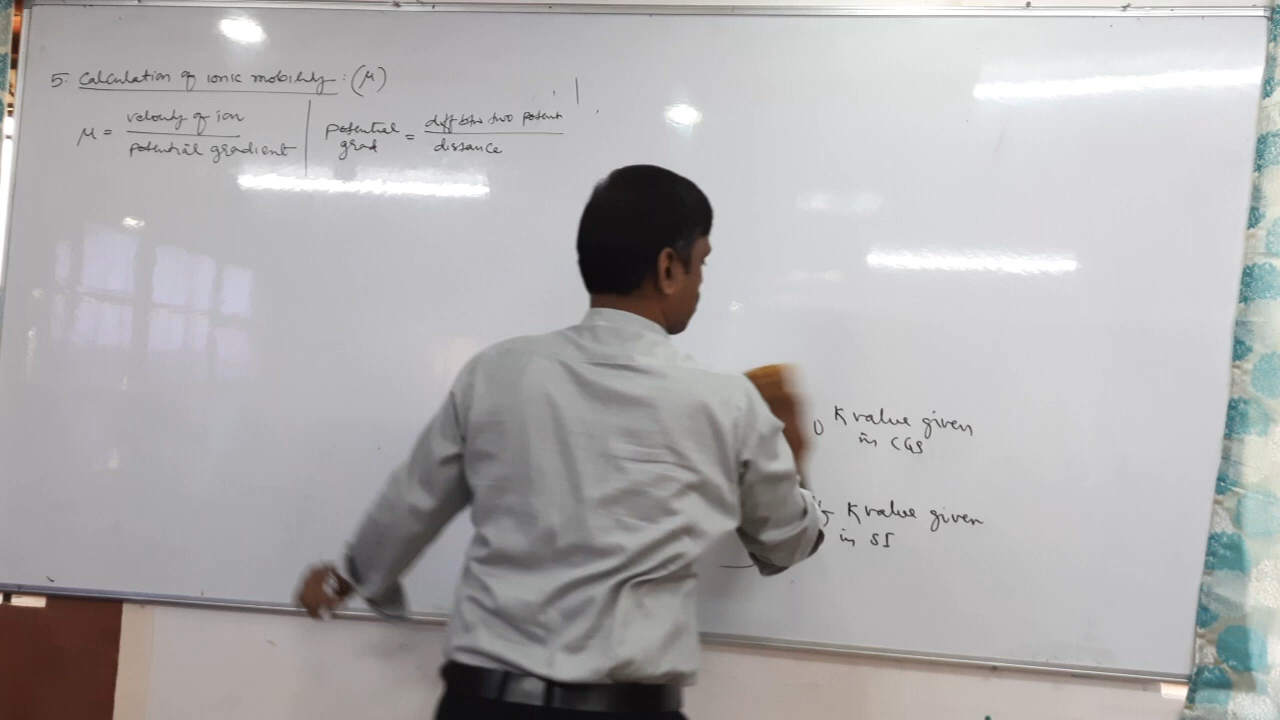 5. Calculation of ionic mobility : (μ)
μ = velocity of ion / potential gradient
potential grad = diff btw two potent / distance
K value given
in CGS
if K value given
in SI